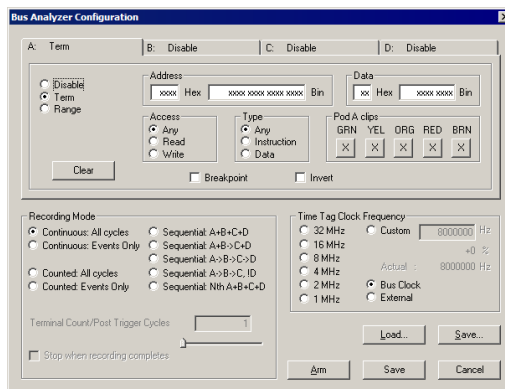 Bus Analyzer Configuration
A: Term
B: Disable
C: Disable
D: Disable
Disable
Term
Range
Clear
Address
xxxx Hex xxxx xxxx xxxx xxxx Bin
Data
xx Hex xxxx xxxx Bin
Access
Any
Read
Write
Type
Any
Instruction
Data
Pod A clips
GRN YEL ORG RED BRN
X X X X X
Breakpoint
Invert
Recording Mode
Continuous: All cycles
Continuous: Events Only
Counted: All cycles
Counted: Events Only
Sequential: A+B+C+D
Sequential: A+B->C+D
Sequential: A->B->C->D
Sequential: A->B->C, !D
Sequential: Nth A+B+C+D
Terminal Count/Post Trigger Cycles 1
Stop when recording completes
Time Tag Clock Frequency
32 MHz
16 MHz
8 MHz
4 MHz
2 MHz
1 MHz
Custom 8000000 Hz
+0 %
Actual : 8000000 Hz
Bus Clock
External
Load...
Save...
Arm
Save
Cancel